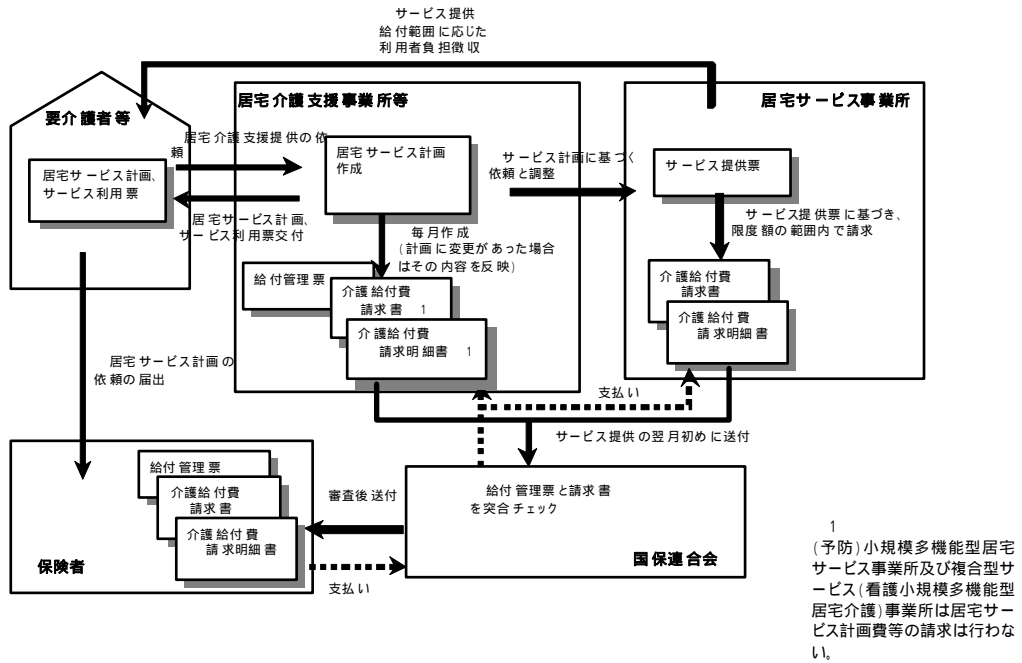 サービス提供
給付範囲に応じた
利用者負担徴収
要介護者等
居宅サービス計画、
サービス利用票
居宅介護支援提供の依
頼
居宅サービス計画、
サービス利用票交付
居宅介護支援事業所等
居宅サービス計画
作成
毎月作成
(計画に変更があった場合
はその内容を反映)
給付管理票
介護給付費
請求書 1
介護給付費
請求明細書 1
サービス計画に基づく
依頼と調整
居宅サービス事業所
サービス提供票
サービス提供票に基づき、
限度額の範囲内で請求
介護給付費
請求書
介護給付費
請求明細書
居宅サービス計画の
依頼の届出
支払い
サービス提供の翌月初めに送付
給付管理票
介護給付費
請求書
介護給付費
請求明細書
保険者
審査後送付
支払い
給付管理票と請求書
を突合チェック
国保連合会
1
(予防)小規模多機能型居宅
サービス事業所及び複合型サ
ービス(看護小規模多機能型
居宅介護)事業所は居宅サー
ビス計画費等の請求は行わな
い。